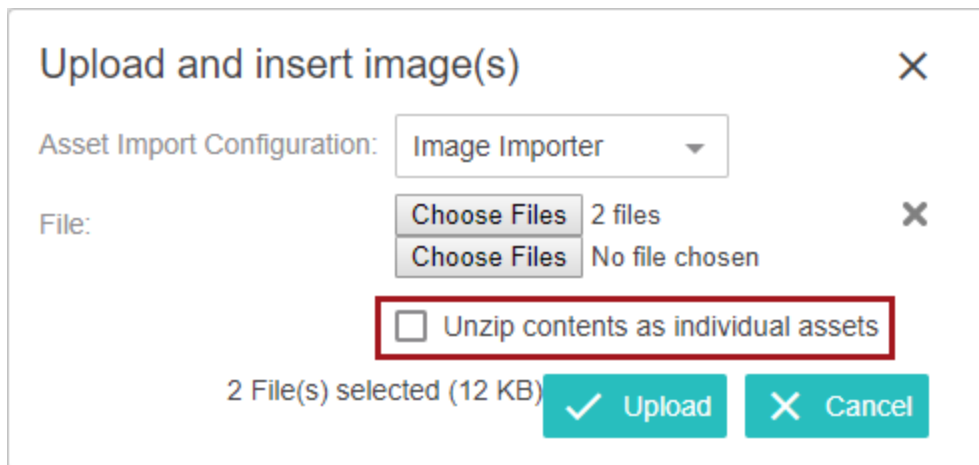 Upload and insert image(s)
Asset Import Configuration: Image Importer
File: Choose Files 2 files
Choose Files No file chosen
Unzip contents as individual assets
2 File(s) selected (12 KB) Upload Cancel